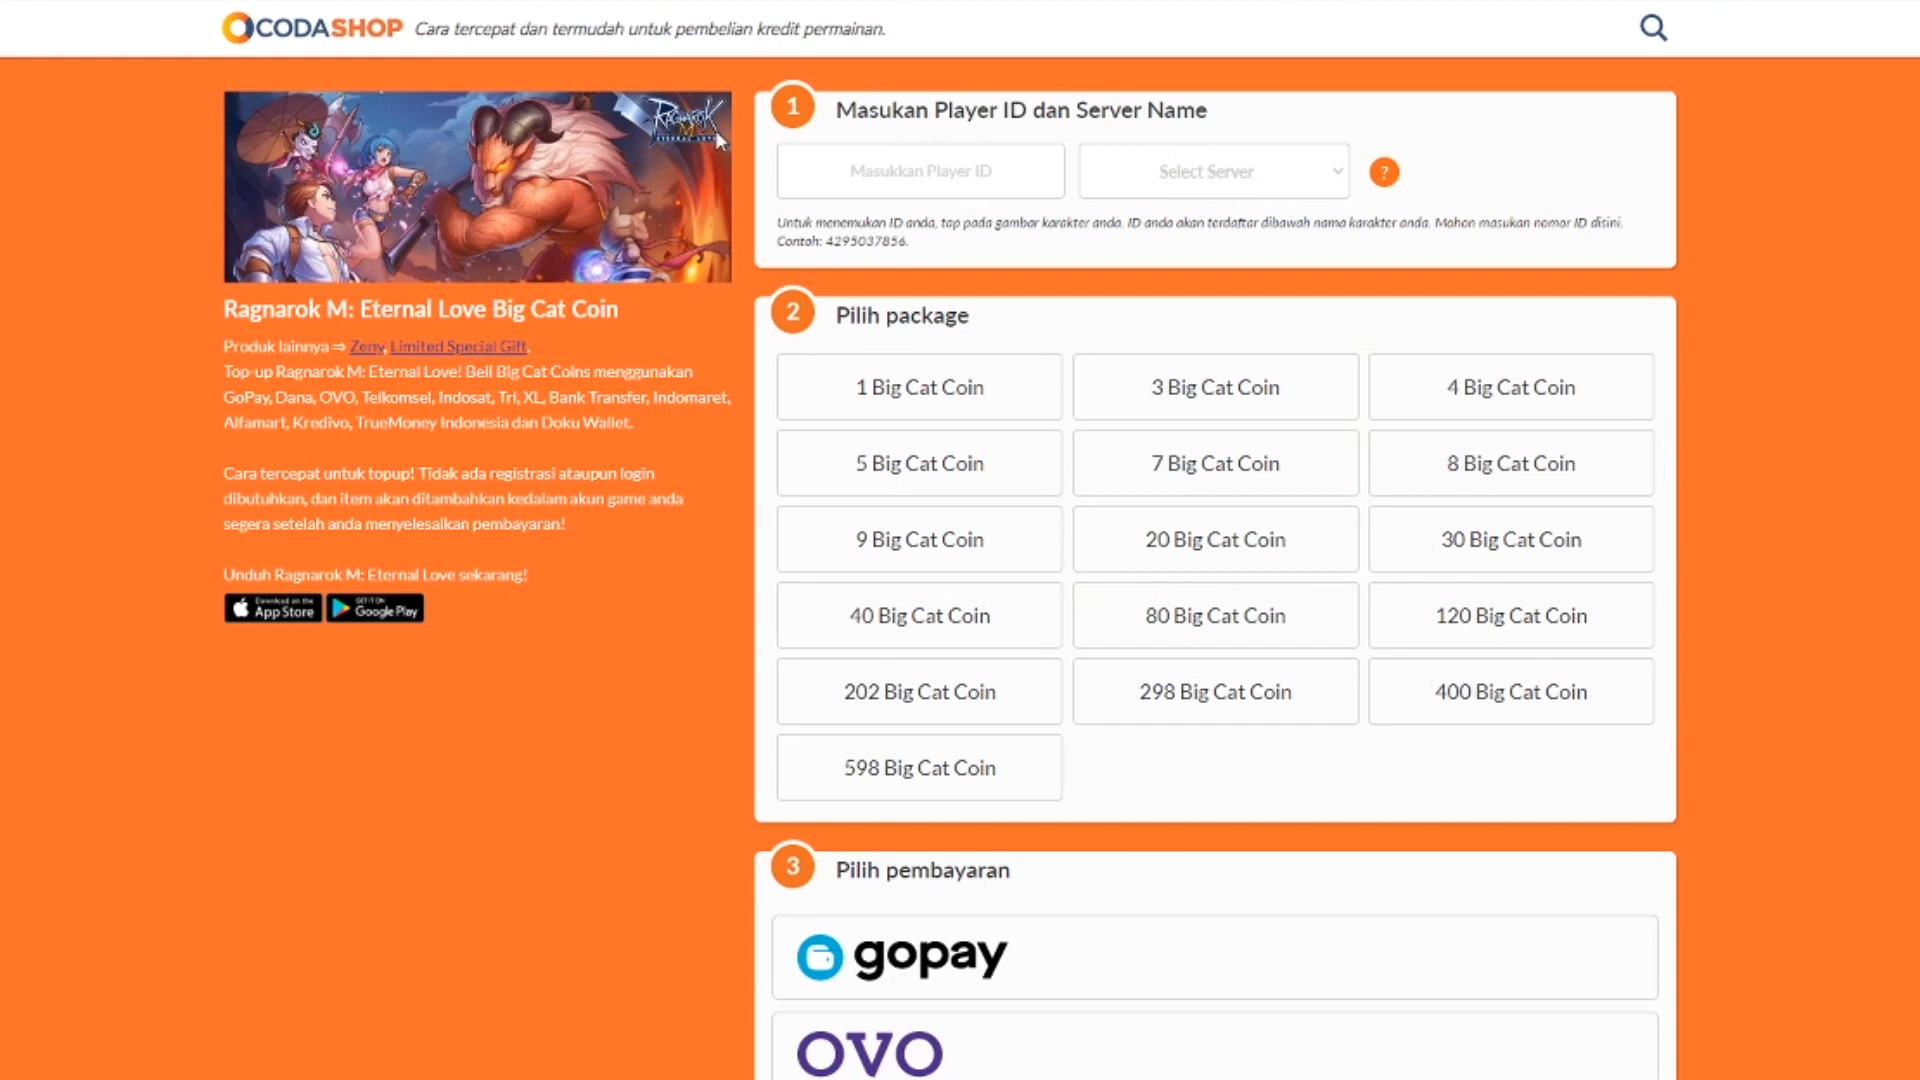 CODASHOP Cara tercepat dan termudah untuk pembelian kredit permainan.
RAGNAROK M
ETERNAL LOVE
Ragnarok M: Eternal Love Big Cat Coin
Produk lainnya ⇒ Zeny, Limited Special Gift.
Top-up Ragnarok M: Eternal Love! Beli Big Cat Coins menggunakan
GoPay, Dana, OVO, Telkomsel, Indosat, Tri, XL, Bank Transfer, Indomaret,
Alfamart, Kredivo, TrueMoney Indonesia dan Doku Wallet.
Cara tercepat untuk topup! Tidak ada registrasi ataupun login
dibutuhkan, dan item akan ditambahkan kedalam akun game anda
segera setelah anda menyelesaikan pembayaran!
Unduh Ragnarok M: Eternal Love sekarang!
Download on the App Store
GET IT ON Google Play
1 Masukan Player ID dan Server Name
Masukkan Player ID
Select Server
?
Untuk menemukan ID anda, tap pada gambar karakter anda. ID anda akan terdaftar dibawah nama karakter anda. Mohon masukan nomor ID disini.
Contoh: 4295037856.
2 Pilih package
1 Big Cat Coin
3 Big Cat Coin
4 Big Cat Coin
5 Big Cat Coin
7 Big Cat Coin
8 Big Cat Coin
9 Big Cat Coin
20 Big Cat Coin
30 Big Cat Coin
40 Big Cat Coin
80 Big Cat Coin
120 Big Cat Coin
202 Big Cat Coin
298 Big Cat Coin
400 Big Cat Coin
598 Big Cat Coin
3 Pilih pembayaran
gopay
OVO